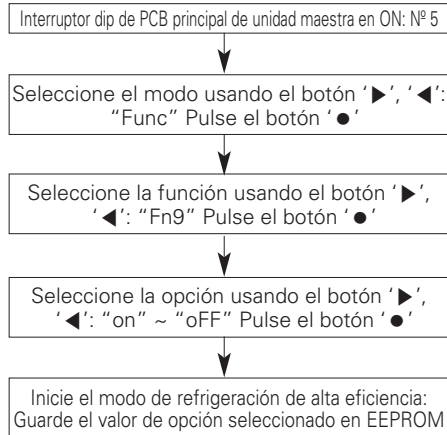 Interruptor dip de PCB principal de unidad maestra en ON: Nº 5
Seleccione el modo usando el botón ‘▶’, ‘◀’:
“Func” Pulse el botón ‘●’
Seleccione la función usando el botón ‘▶’,
‘◀’: “Fn9” Pulse el botón ‘●’
Seleccione la opción usando el botón ‘▶’,
‘◀’: “on” ~ “oFF” Pulse el botón ‘●’
Inicie el modo de refrigeración de alta eficiencia:
Guarde el valor de opción seleccionado en EEPROM